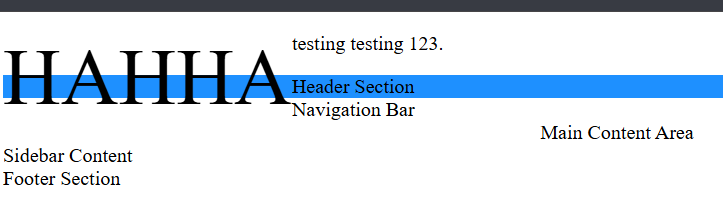 HAHHA
testing testing 123.
Header Section
Navigation Bar
Main Content Area
Sidebar Content
Footer Section